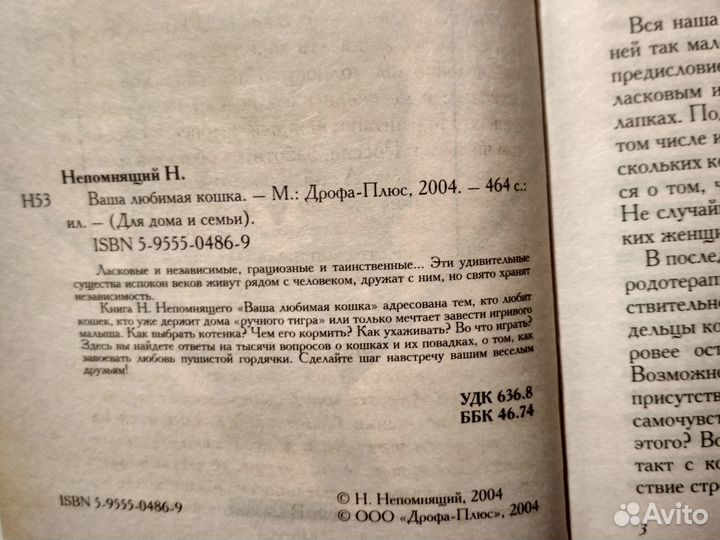 Непомнящий Н.
Н53 Ваша любимая кошка. — М.: Дрофа-Плюс, 2004. — 464 с.:
ил. — (Для дома и семьи).
ISBN 5-9555-0486-9
Ласковые и независимые, грациозные и таинственные... Эти удивительные
существа испокон веков живут рядом с человеком, дружат с ним, но свято хранят
независимость.
Книга Н. Непомнящего «Ваша любимая кошка» адресована тем, кто любит
кошек, кто уже держит дома «ручного тигра» или только мечтает завести игривого
малыша. Как выбрать котенка? Чем его кормить? Как ухаживать? Во что играть?
Здесь вы найдете ответы на тысячи вопросов о кошках и их повадках, о том, как
завоевать любовь пушистой гордячки. Сделайте шаг навстречу вашим веселым
друзьям!
УДК 636.8
ББК 46.74
© Н. Непомнящий, 2004
ISBN 5-9555-0486-9
© ООО «Дрофа-Плюс», 2004
Вся наша
ней так мал
предисловие
ласковым и
лапках. По
том числе и
скольких ко
ся о том, ч
Не случай
ких женщи
В послед
родотерап
ствительно
дельцы ко
ровее ост
Возможно
присутств
самочувст
этого? Во
такт с ко
ствие стр
3
Avito